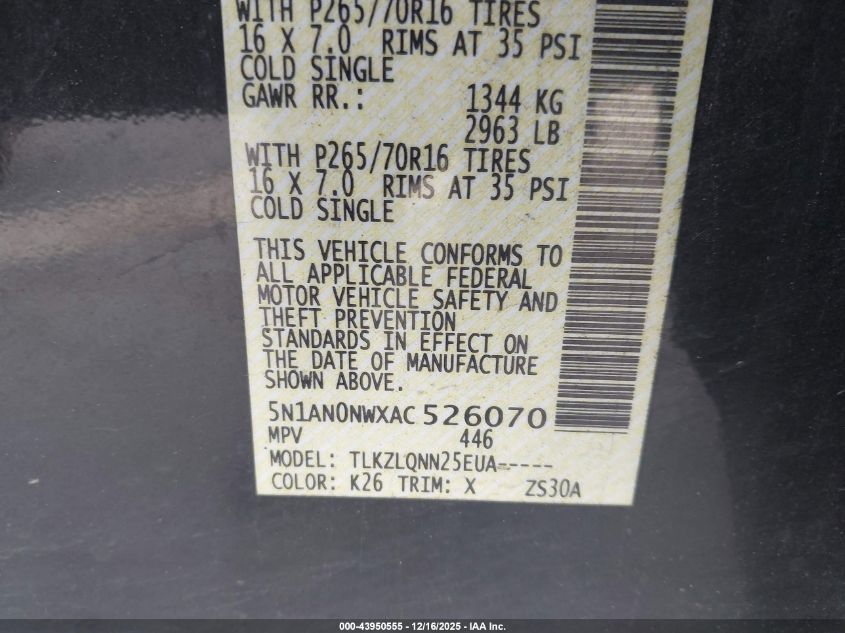 WITH P265/70R16 TIRES
16 X 7.0 RIMS AT 35 PSI
COLD SINGLE
GAWR RR.: 1344 KG
2963 LB
WITH P265/70R16 TIRES
16 X 7.0 RIMS AT 35 PSI
COLD SINGLE
THIS VEHICLE CONFORMS TO
ALL APPLICABLE FEDERAL
MOTOR VEHICLE SAFETY AND
THEFT PREVENTION
STANDARDS IN EFFECT ON
THE DATE OF MANUFACTURE
SHOWN ABOVE.
5N1AN0NWXAC526070
MPV 446
MODEL: TLKZLQNN25EUA-----
COLOR: K26 TRIM: X ZS30A
000-43950555 - 12/16/2025 - IAA Inc.